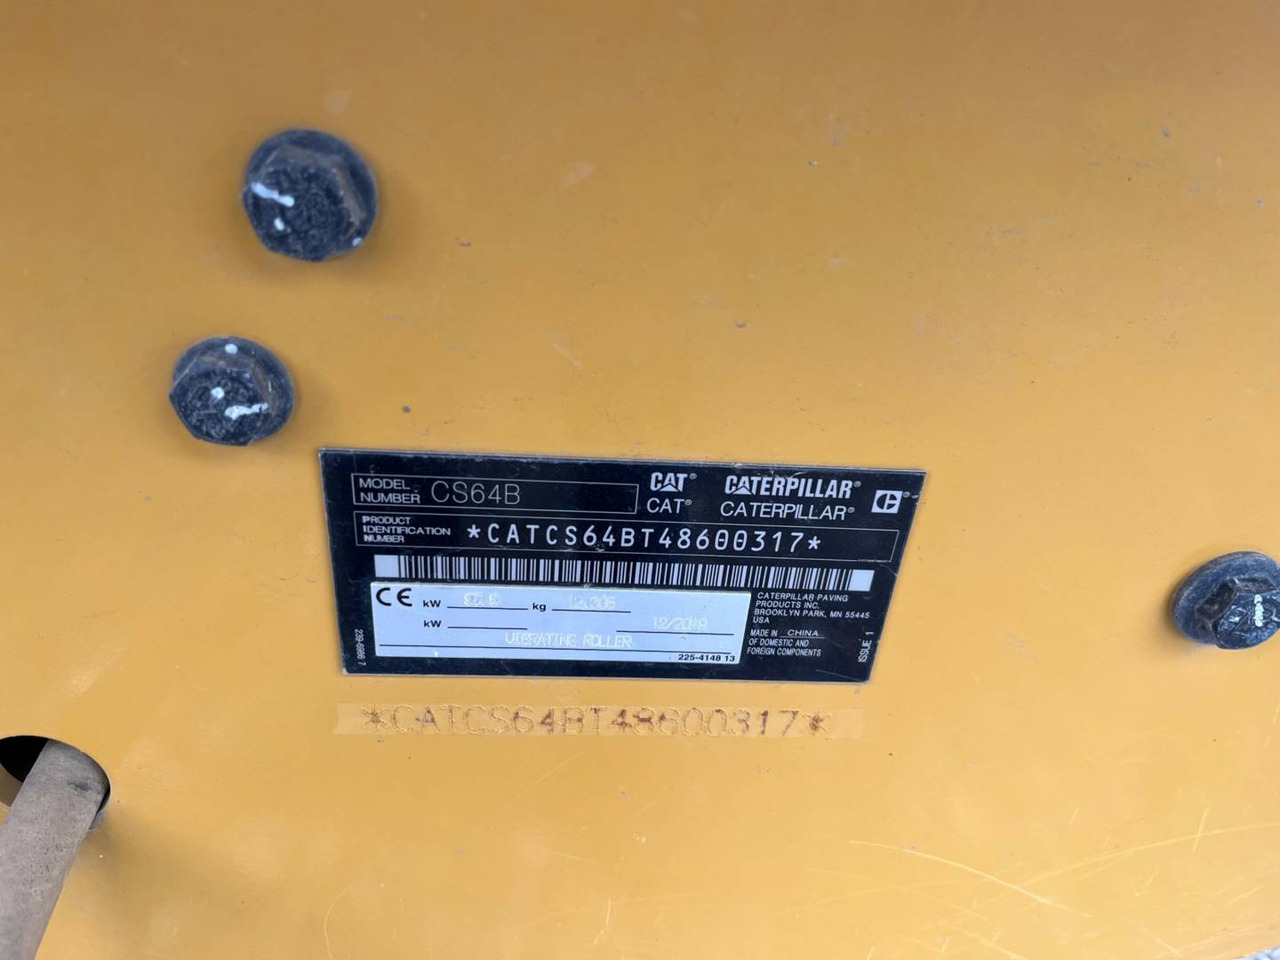 MODEL NUMBER CS64B
CAT® CATERPILLAR®
CAT® CATERPILLAR®
PRODUCT IDENTIFICATION NUMBER *CATCS64BT48600317*
CE kW kg
kW 12/2019
VIBRATING ROLLER
225-4148 13
CATERPILLAR PAVING
PRODUCTS INC.
BROOKLYN PARK, MN 55445
USA
MADE IN CHINA
OF DOMESTIC AND
FOREIGN COMPONENTS
ISSUE 1
*CATCS64BT48600317*